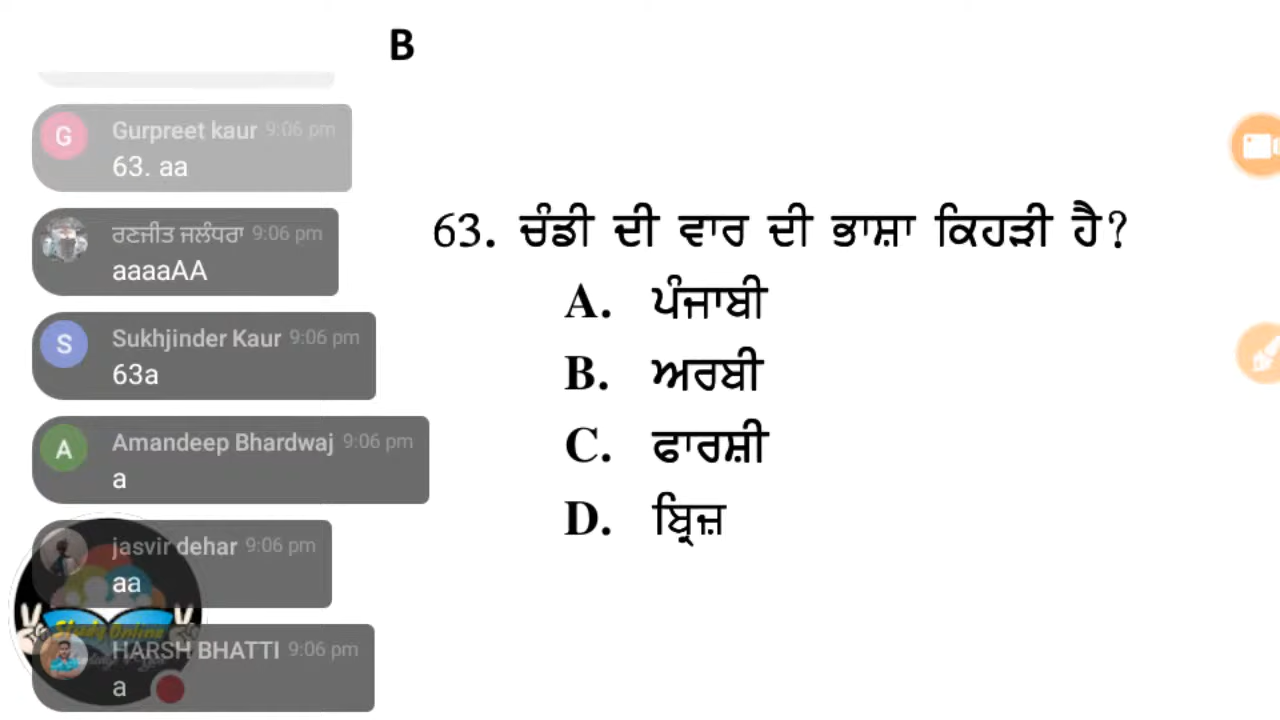 B
Gurpreet kaur 9:06 pm
63. aa
ਰਣਜੀਤ ਜਲੰਧਰਾ 9:06 pm
aaaaAA
Sukhjinder Kaur 9:06 pm
63a
Amandeep Bhardwaj 9:06 pm
a
jasvir dehar 9:06 pm
aa
HARSH BHATTI 9:06 pm
a
G
S
A
Study Online
63. ਚੰਡੀ ਦੀ ਵਾਰ ਦੀ ਭਾਸ਼ਾ ਕਿਹੜੀ ਹੈ?
A. ਪੰਜਾਬੀ
B. ਅਰਬੀ
C. ਫਾਰਸ਼ੀ
D. ਬ੍ਰਿਜ਼